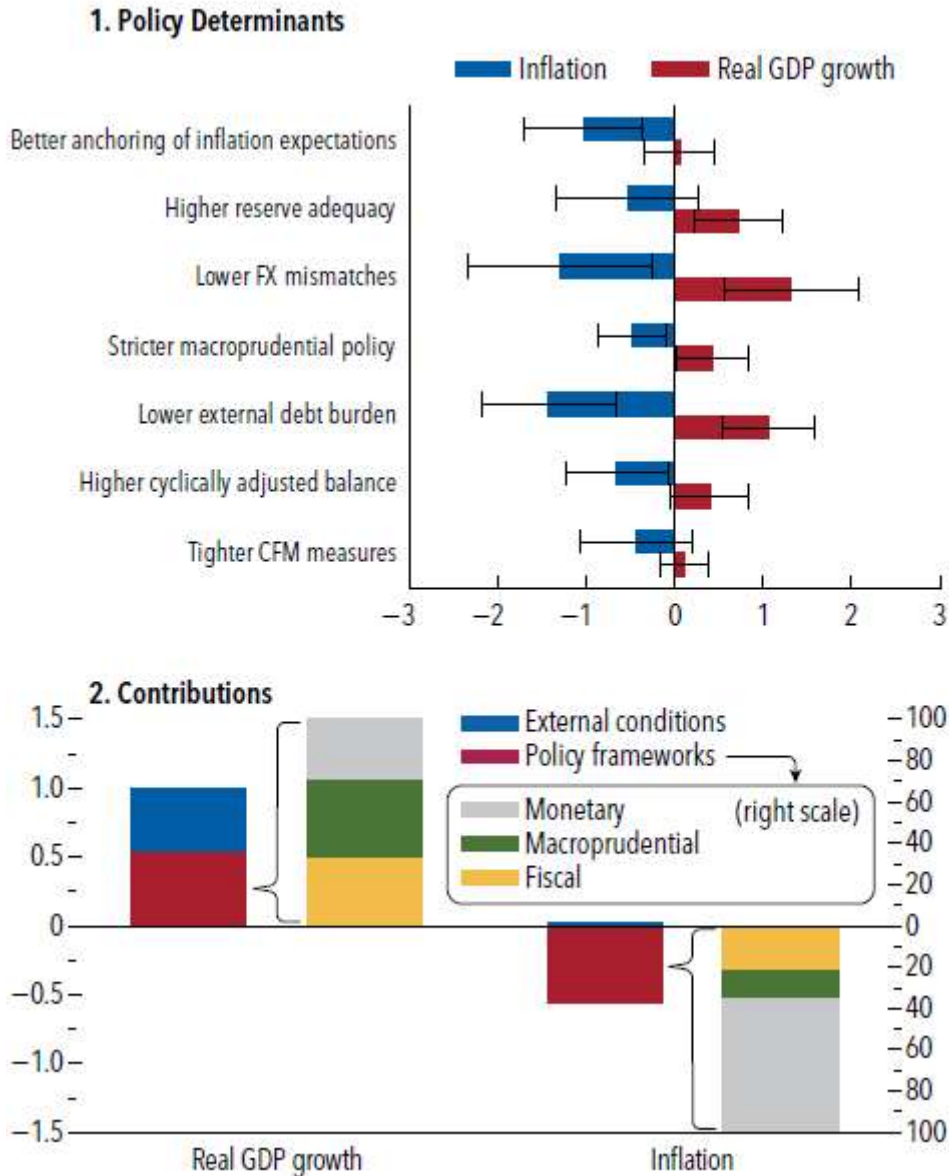 1. Policy Determinants
Inflation Real GDP growth
Better anchoring of inflation expectations
Higher reserve adequacy
Lower FX mismatches
Stricter macroprudential policy
Lower external debt burden
Higher cyclically adjusted balance
Tighter CFM measures
−3 −2 −1 0 1 2 3
2. Contributions
1.5
1.0
0.5
0
−0.5
−1.0
−1.5
External conditions
Policy frameworks
Monetary (right scale)
Macroprudential
Fiscal
100
80
60
40
20
0
20
40
60
80
100
Real GDP growth Inflation